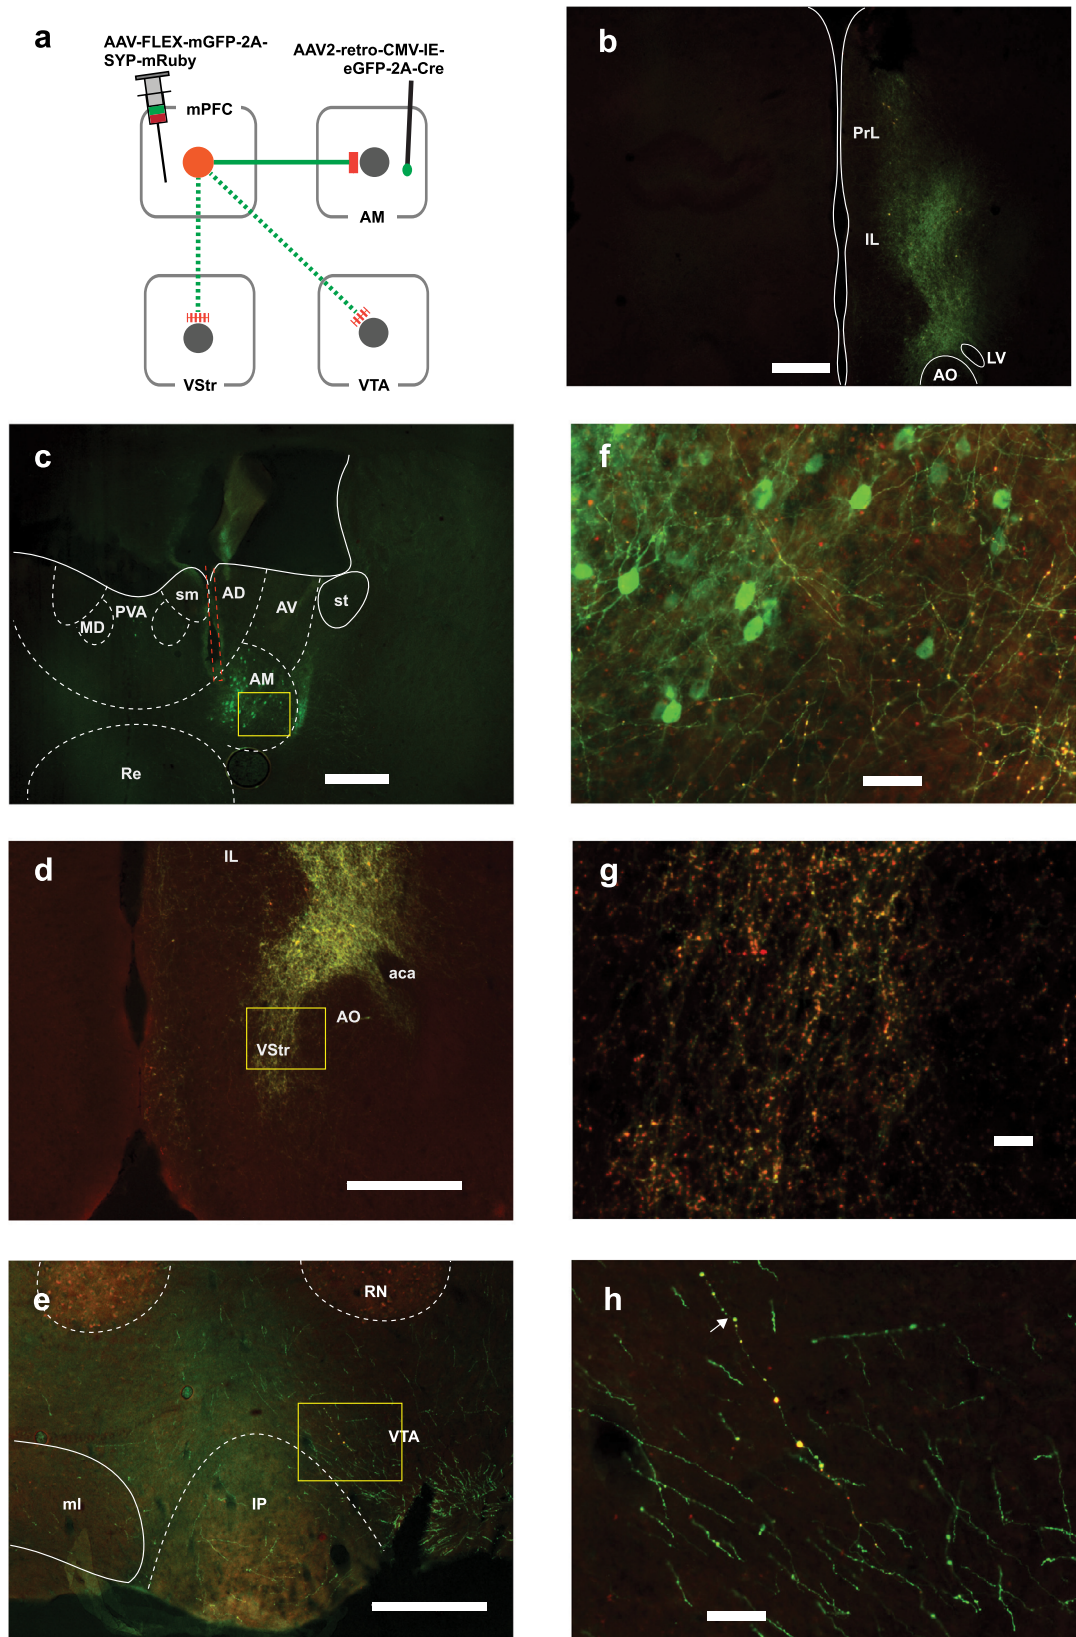 a
AAV-FLEX-mGFP-2A-
SYP-mRuby
AAV2-retro-CMV-IE-
eGFP-2A-Cre
mPFC
AM
VStr
VTA
b
PrL
IL
LV
AO
c
sm
AD
AV
st
PVA
MD
AM
Re
f
d
IL
aca
AO
VStr
g
e
RN
VTA
ml
IP
h